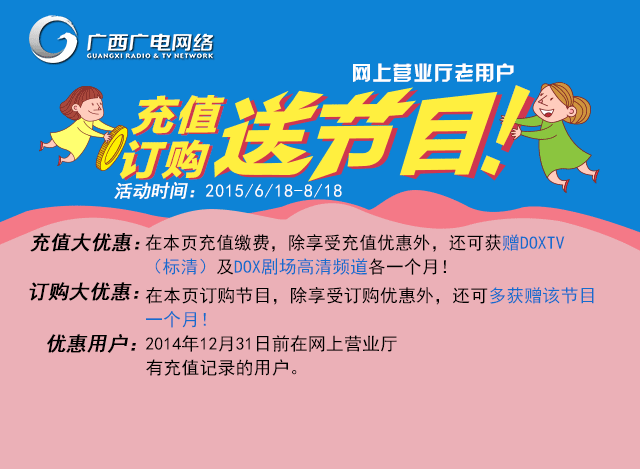 广西广电网络
GUANGXI RADIO & TV NETWORK
网上营业厅老用户
充值
订购
送节目！
活动时间：2015/6/18-8/18
充值大优惠：在本页充值缴费，除享受充值优惠外，还可获赠DOXTV
（标清）及DOX剧场高清频道各一个月！
订购大优惠：在本页订购节目，除享受订购优惠外，还可多获赠该节目
一个月！
优惠用户：2014年12月31日前在网上营业厅
有充值记录的用户。